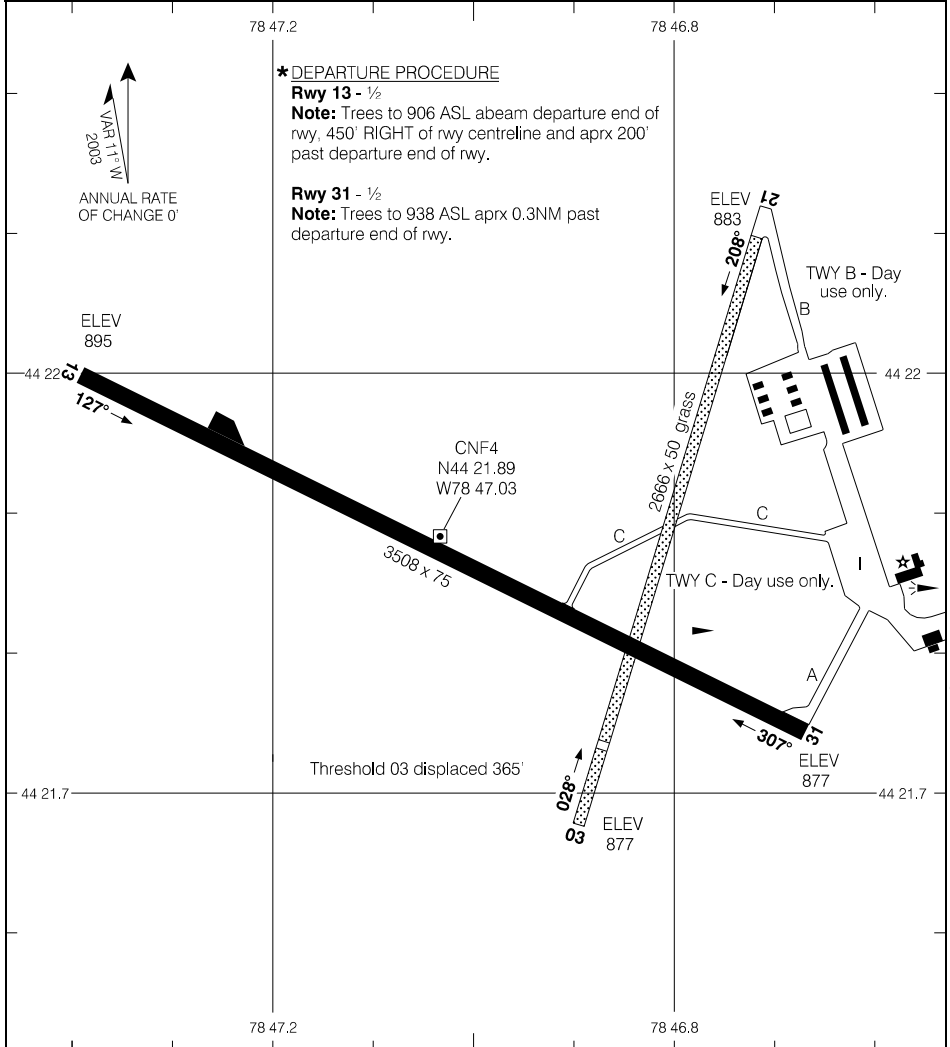 78 47.2
78 46.8
*DEPARTURE PROCEDURE
Rwy 13 - ½
Note: Trees to 906 ASL abeam departure end of
rwy, 450' RIGHT of rwy centreline and aprx 200'
past departure end of rwy.
Rwy 31 - ½
Note: Trees to 938 ASL aprx 0.3NM past
departure end of rwy.
VAR 11° W
2003
ANNUAL RATE
OF CHANGE 0'
ELEV
883
21
208°
TWY B - Day
use only.
B
ELEV
895
44 22
13
127°
44 22
2666 x 50 grass
CNF4
N44 21.89
W78 47.03
3508 x 75
C
C
I
TWY C - Day use only.
A
307°
31
ELEV
877
Threshold 03 displaced 365'
028°
44 21.7
44 21.7
03
ELEV
877
78 47.2
78 46.8